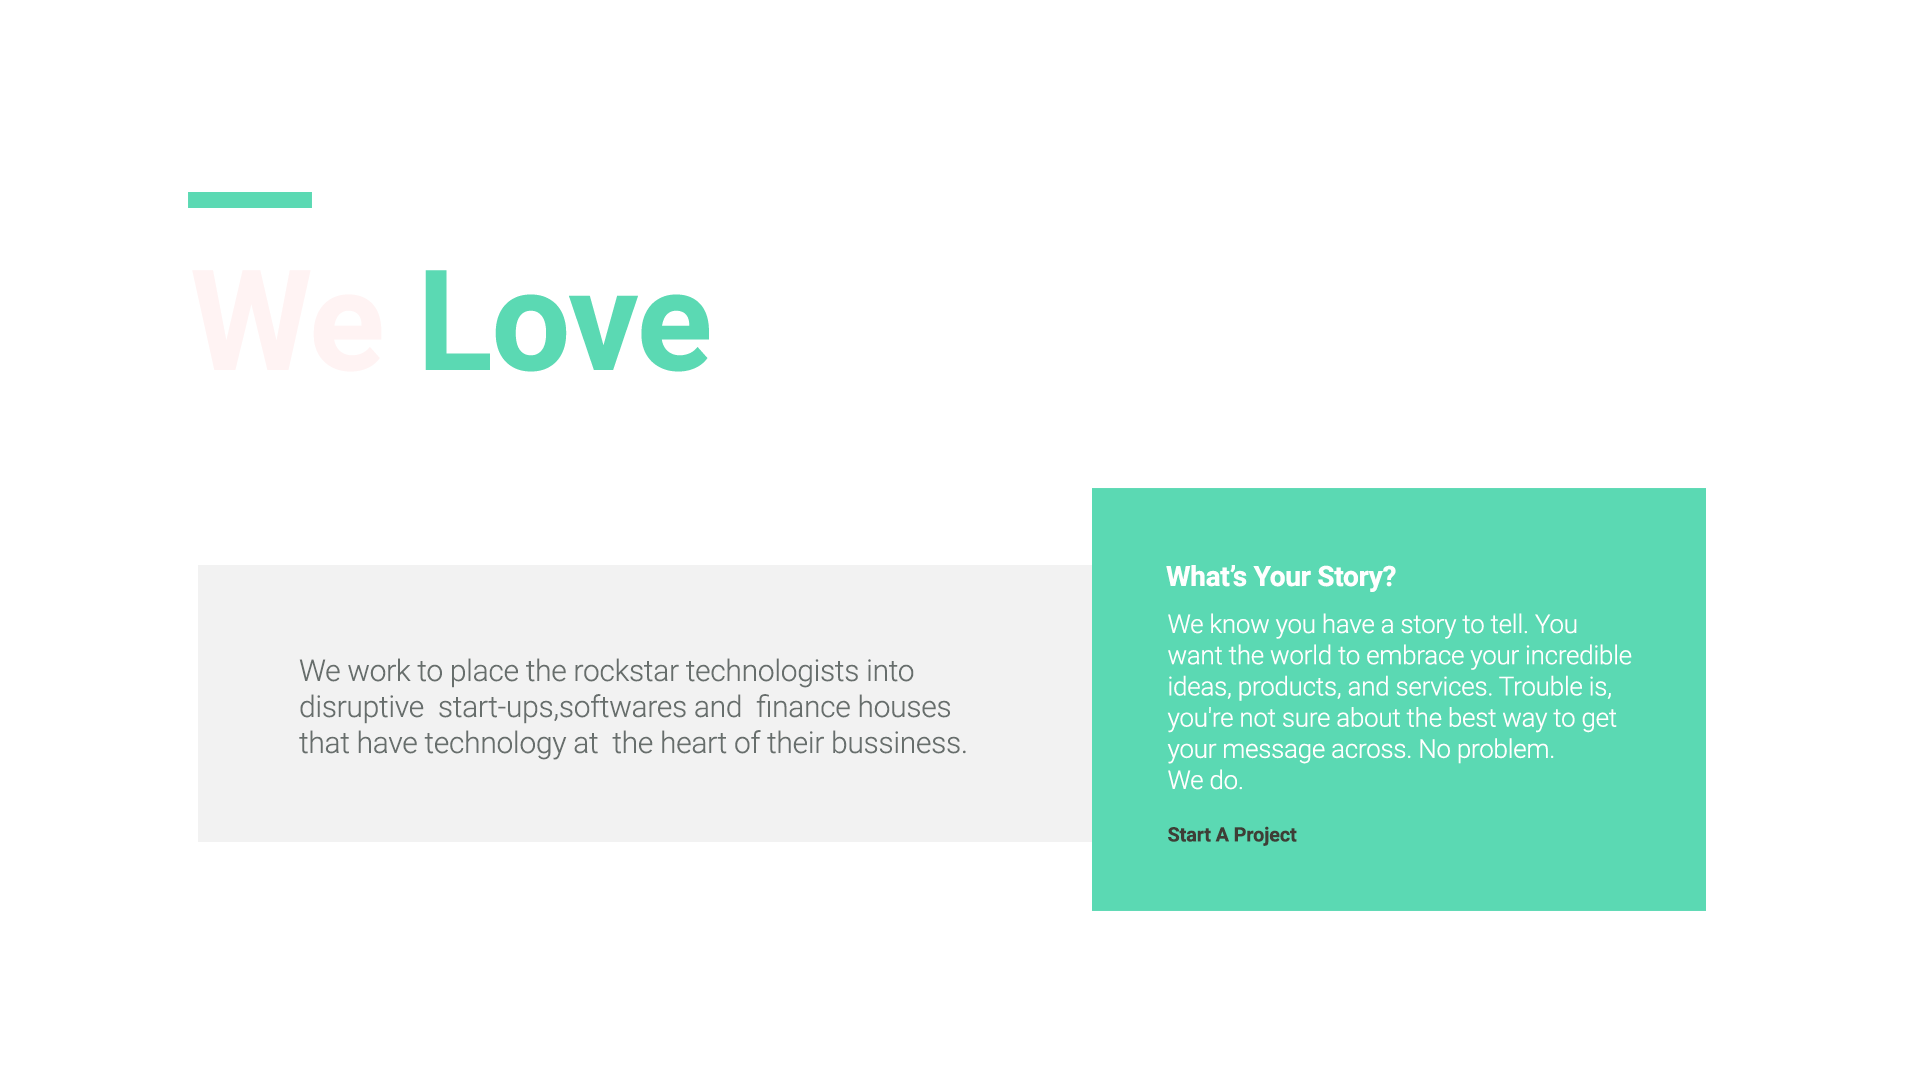 We Love
We work to place the rockstar technologists into
disruptive  start-ups,softwares and  finance houses
that have technology at  the heart of their bussiness.
What’s Your Story?
We know you have a story to tell. You
want the world to embrace your incredible
ideas, products, and services. Trouble is,
you're not sure about the best way to get
your message across. No problem.
We do.
Start A Project